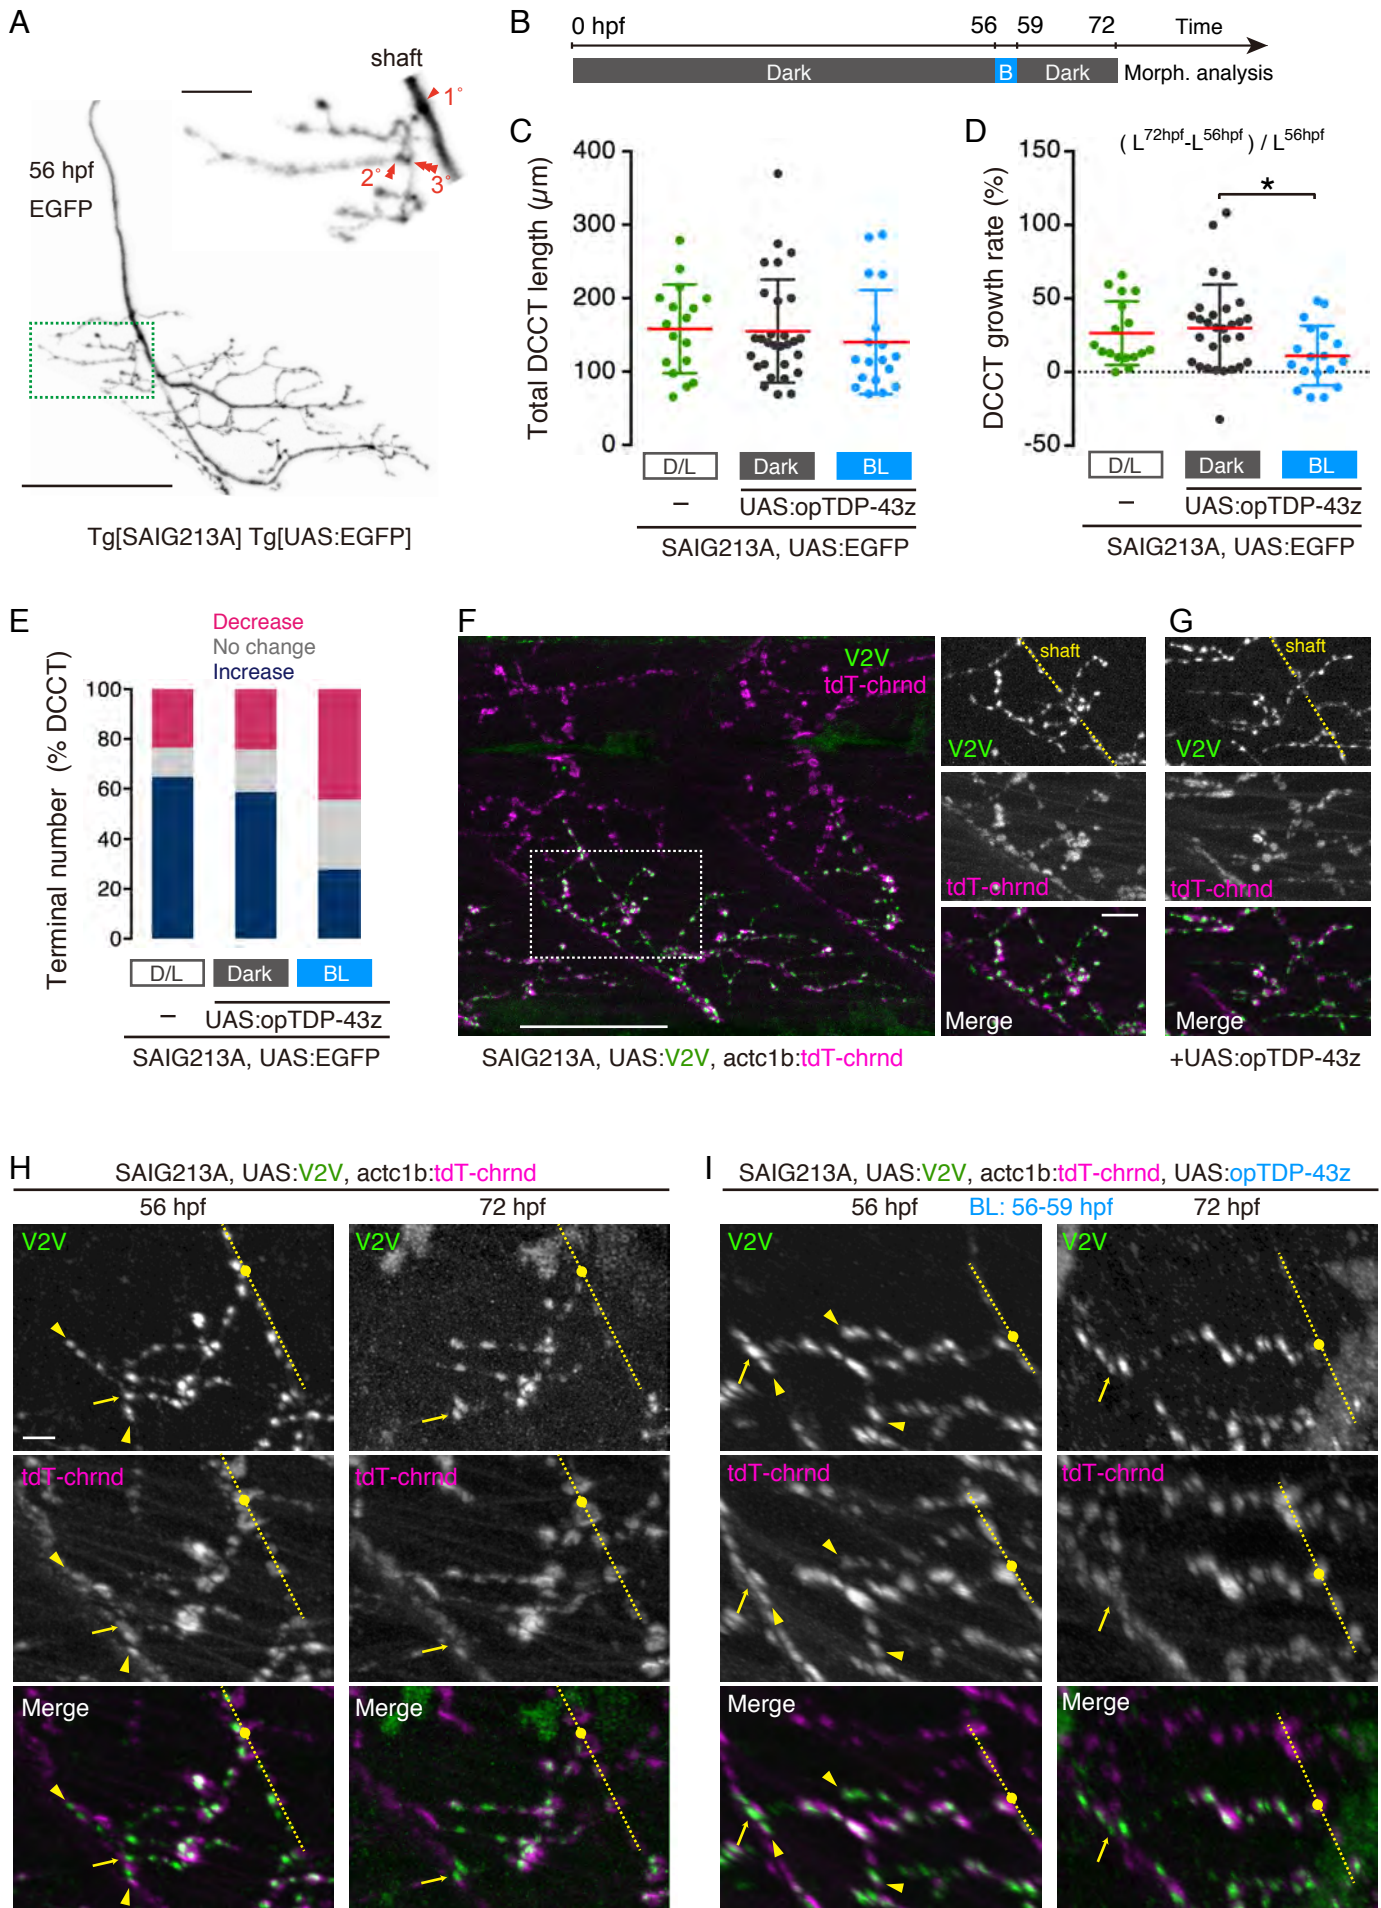 A
shaft
1°
56 hpf
EGFP
2°
3°
Tg[SAIG213A] Tg[UAS:EGFP]
B
0 hpf
56
59
72
Time
Dark
B
Dark
Morph. analysis
C
Total DCCT length (µm)
400
300
200
100
0
D/L
Dark
BL
–
UAS:opTDP-43z
SAIG213A, UAS:EGFP
D
( L72hpf-L56hpf ) / L56hpf
DCCT growth rate (%)
150
100
50
0
-50
*
D/L
Dark
BL
–
UAS:opTDP-43z
SAIG213A, UAS:EGFP
E
Decrease
No change
Increase
Terminal number (% DCCT)
100
80
60
40
20
0
D/L
Dark
BL
–
UAS:opTDP-43z
SAIG213A, UAS:EGFP
F
V2V
tdT-chrnd
shaft
V2V
tdT-chrnd
Merge
SAIG213A, UAS:V2V, actc1b:tdT-chrnd
G
shaft
V2V
tdT-chrnd
Merge
+UAS:opTDP-43z
H
SAIG213A, UAS:V2V, actc1b:tdT-chrnd
56 hpf
72 hpf
V2V
V2V
tdT-chrnd
tdT-chrnd
Merge
Merge
I
SAIG213A, UAS:V2V, actc1b:tdT-chrnd, UAS:opTDP-43z
56 hpf
BL: 56-59 hpf
72 hpf
V2V
V2V
tdT-chrnd
tdT-chrnd
Merge
Merge